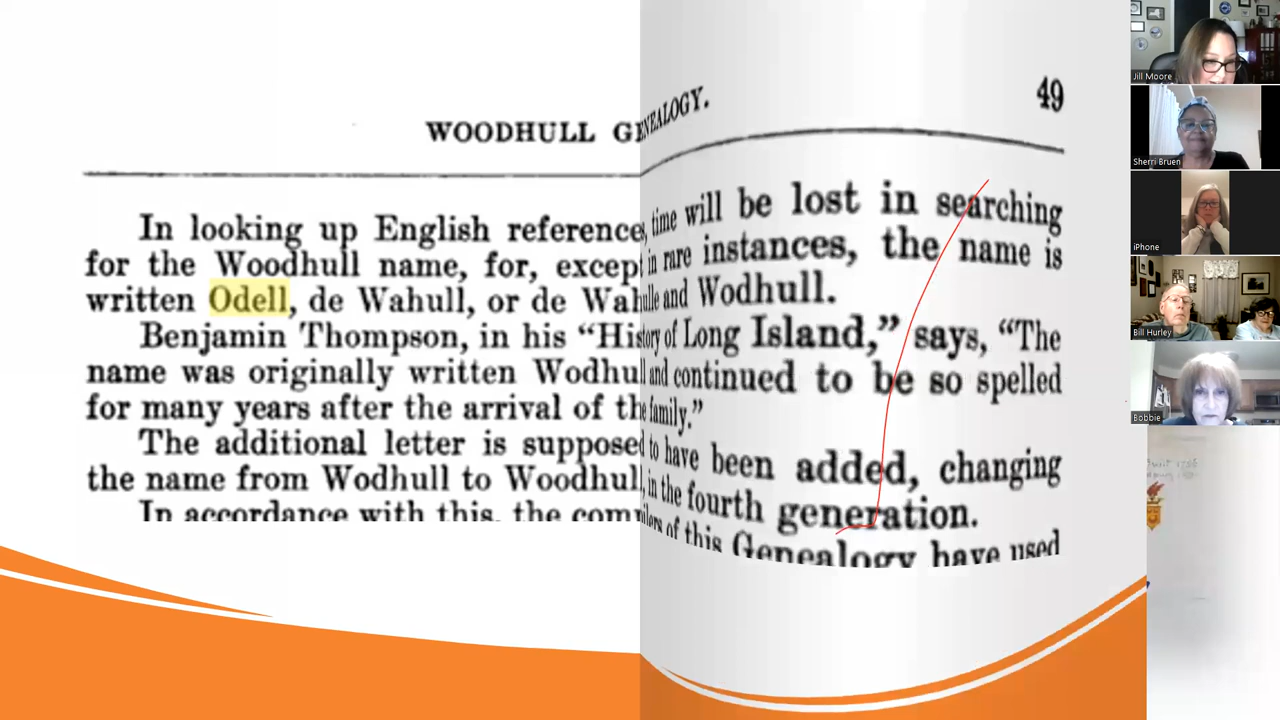 WOODHULL GENEALOGY. 49
In looking up English references, time will be lost in searching
for the Woodhull name, for, except in rare instances, the name is
written Odell, de Wahull, or de Wahulle and Wodhull.
Benjamin Thompson, in his “History of Long Island,” says, “The
name was originally written Wodhull and continued to be so spelled
for many years after the arrival of the family.”
The additional letter is supposed to have been added, changing
the name from Wodhull to Woodhull, in the fourth generation.
In accordance with this, the compilers of this Genealogy have used
Jill Moore
Sherri Bruen
iPhone
Bill Hurley
Bobbie